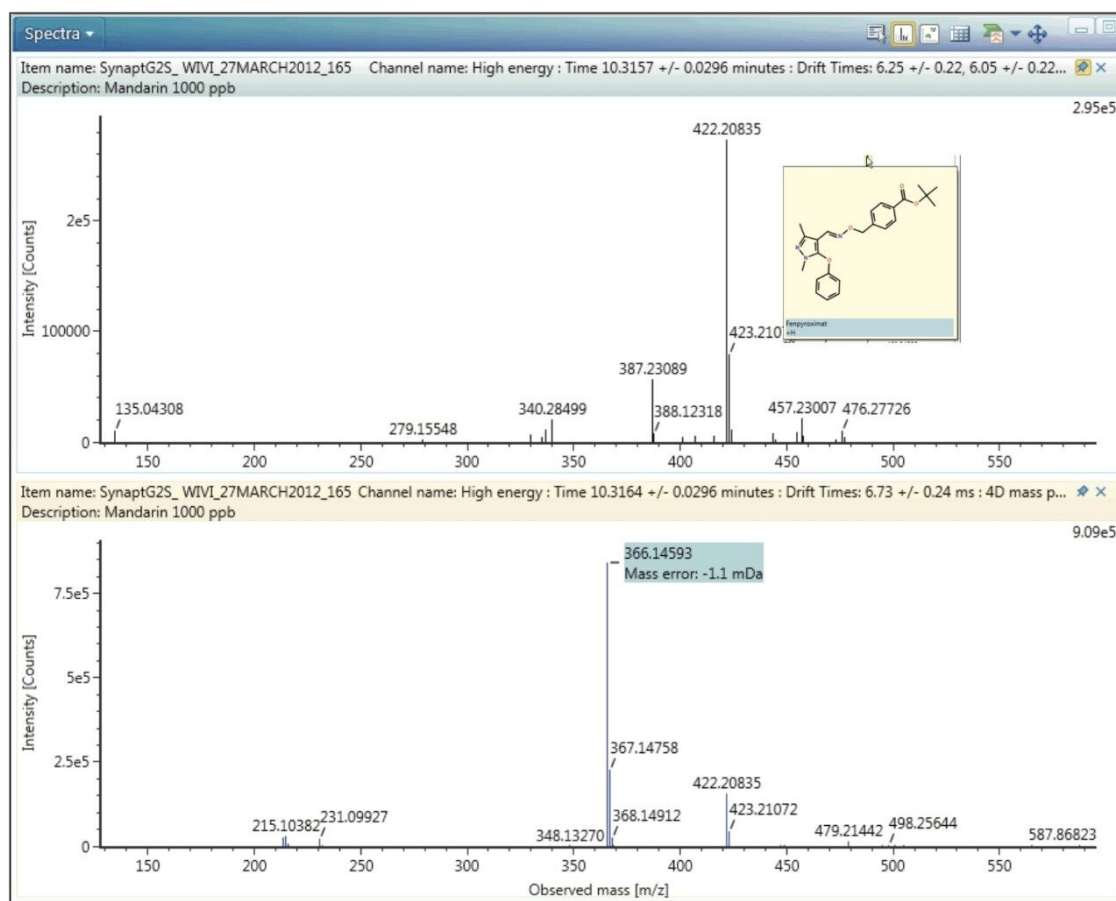 Spectra
Item name: SynaptG2S_ WIVI_27MARCH2012_165 Channel name: High energy : Time 10.3157 +/- 0.0296 minutes : Drift Times: 6.25 +/- 0.22, 6.05 +/- 0.22...
Description: Mandarin 1000 ppb
2.95e5
422.20835
2e5
Intensity [Counts]
Fenpyroximat
+H
100000
423.2107
387.23089
135.04308
340.28499
388.12318
457.23007
476.27726
279.15548
0
150 200 250 300 350 400 450 500 550
Item name: SynaptG2S_ WIVI_27MARCH2012_165 Channel name: High energy : Time 10.3164 +/- 0.0296 minutes : Drift Times: 6.73 +/- 0.24 ms : 4D mass p...
Description: Mandarin 1000 ppb
9.09e5
366.14593
Mass error: -1.1 mDa
7.5e5
Intensity [Counts]
5e5
2.5e5
367.14758
422.20835
215.10382
231.09927
348.13270
368.14912
423.21072
479.21442
498.25644
587.86823
0
150 200 250 300 350 400 450 500 550
Observed mass [m/z]